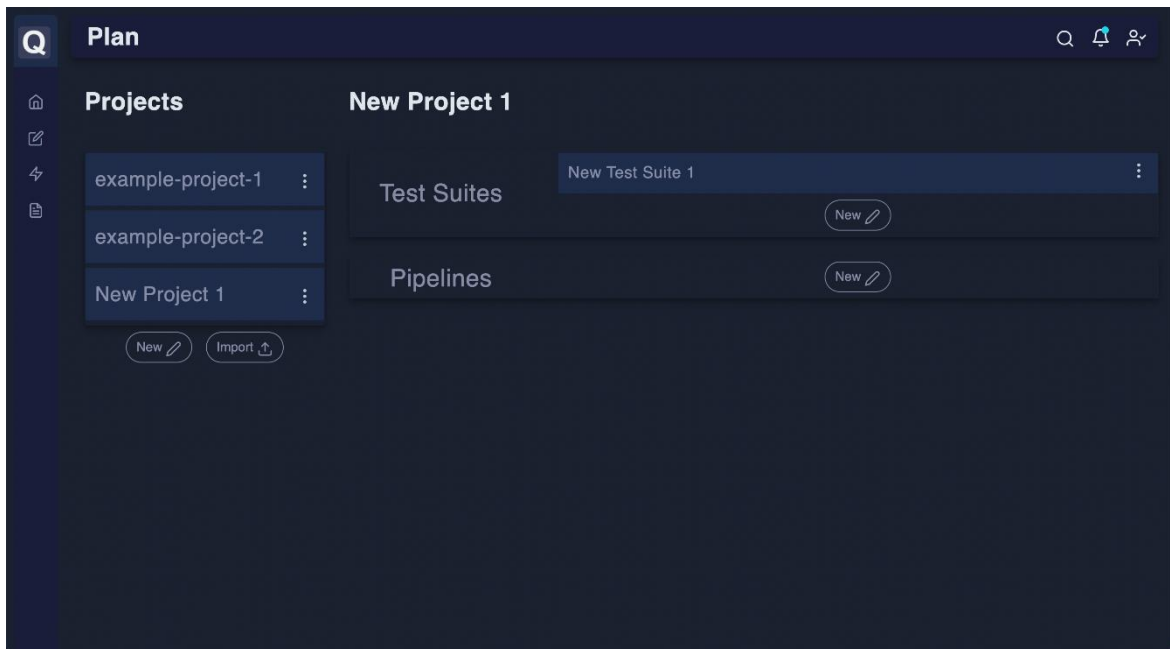 Q
Plan
Projects
example-project-1
example-project-2
New Project 1
New
Import
New Project 1
Test Suites
New Test Suite 1
New
Pipelines
New